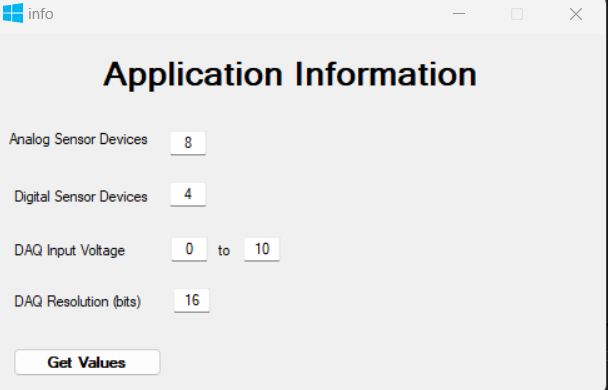 info
Application Information
Analog Sensor Devices 8
Digital Sensor Devices 4
DAQ Input Voltage 0 to 10
DAQ Resolution (bits) 16
Get Values